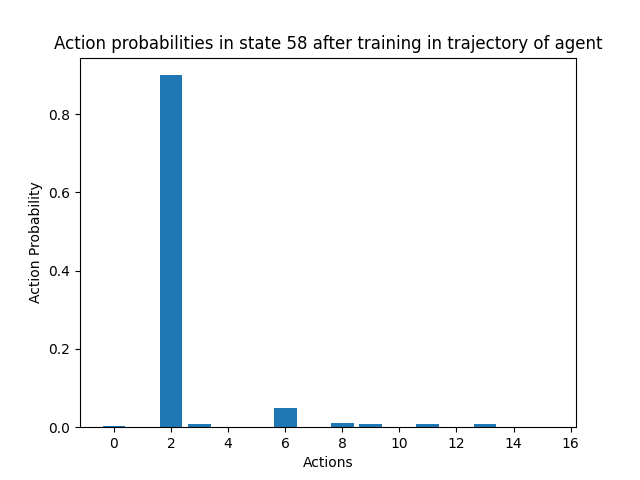 Action probabilities in state 58 after training in trajectory of agent
Action Probability
0.8
0.6
0.4
0.2
0.0
0 2 4 6 8 10 12 14 16
Actions